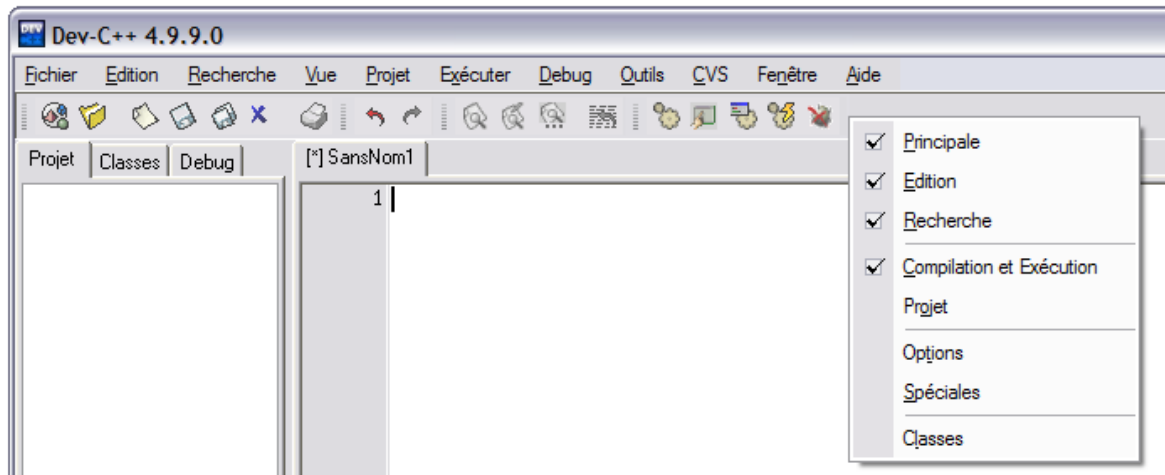 DEV Dev-C++ 4.9.9.0
Fichier Edition Recherche Vue Projet Exécuter Debug Outils CVS Fenêtre Aide
Projet Classes Debug [*] SansNom1
1
Principale
Edition
Recherche
Compilation et Exécution
Projet
Options
Spéciales
Classes